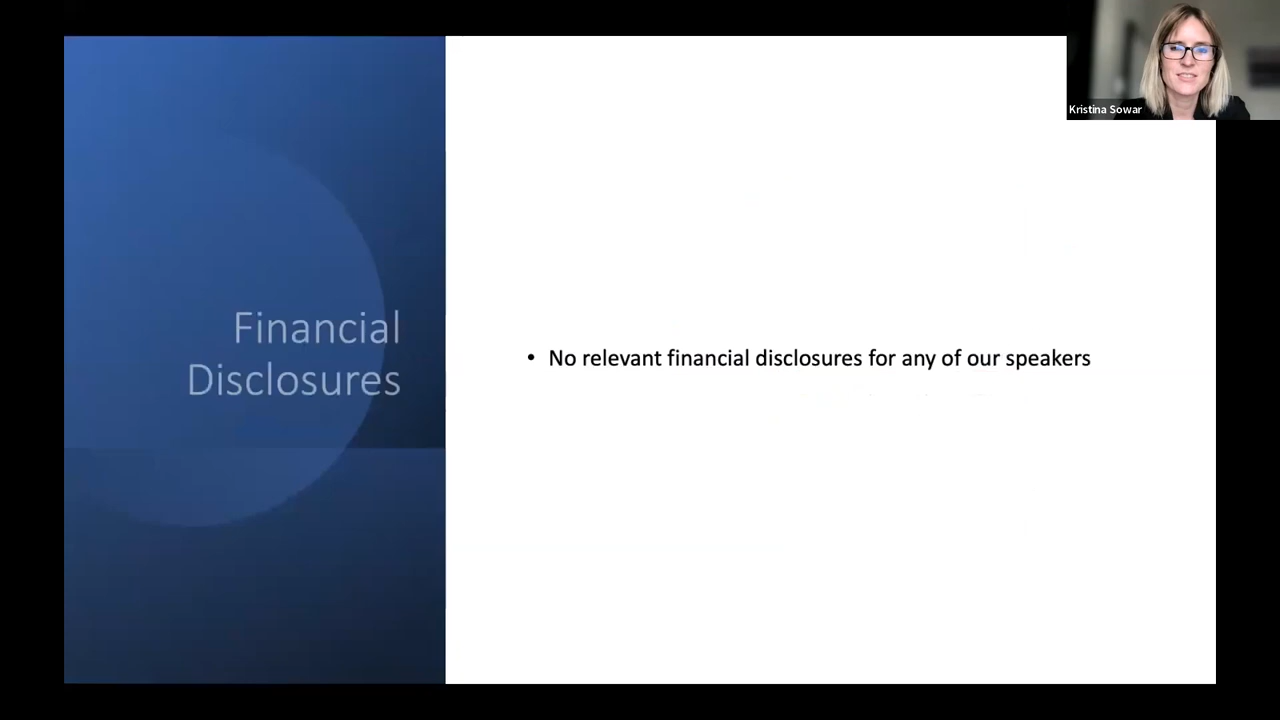 Kristina Sowar
Financial
Disclosures
• No relevant financial disclosures for any of our speakers